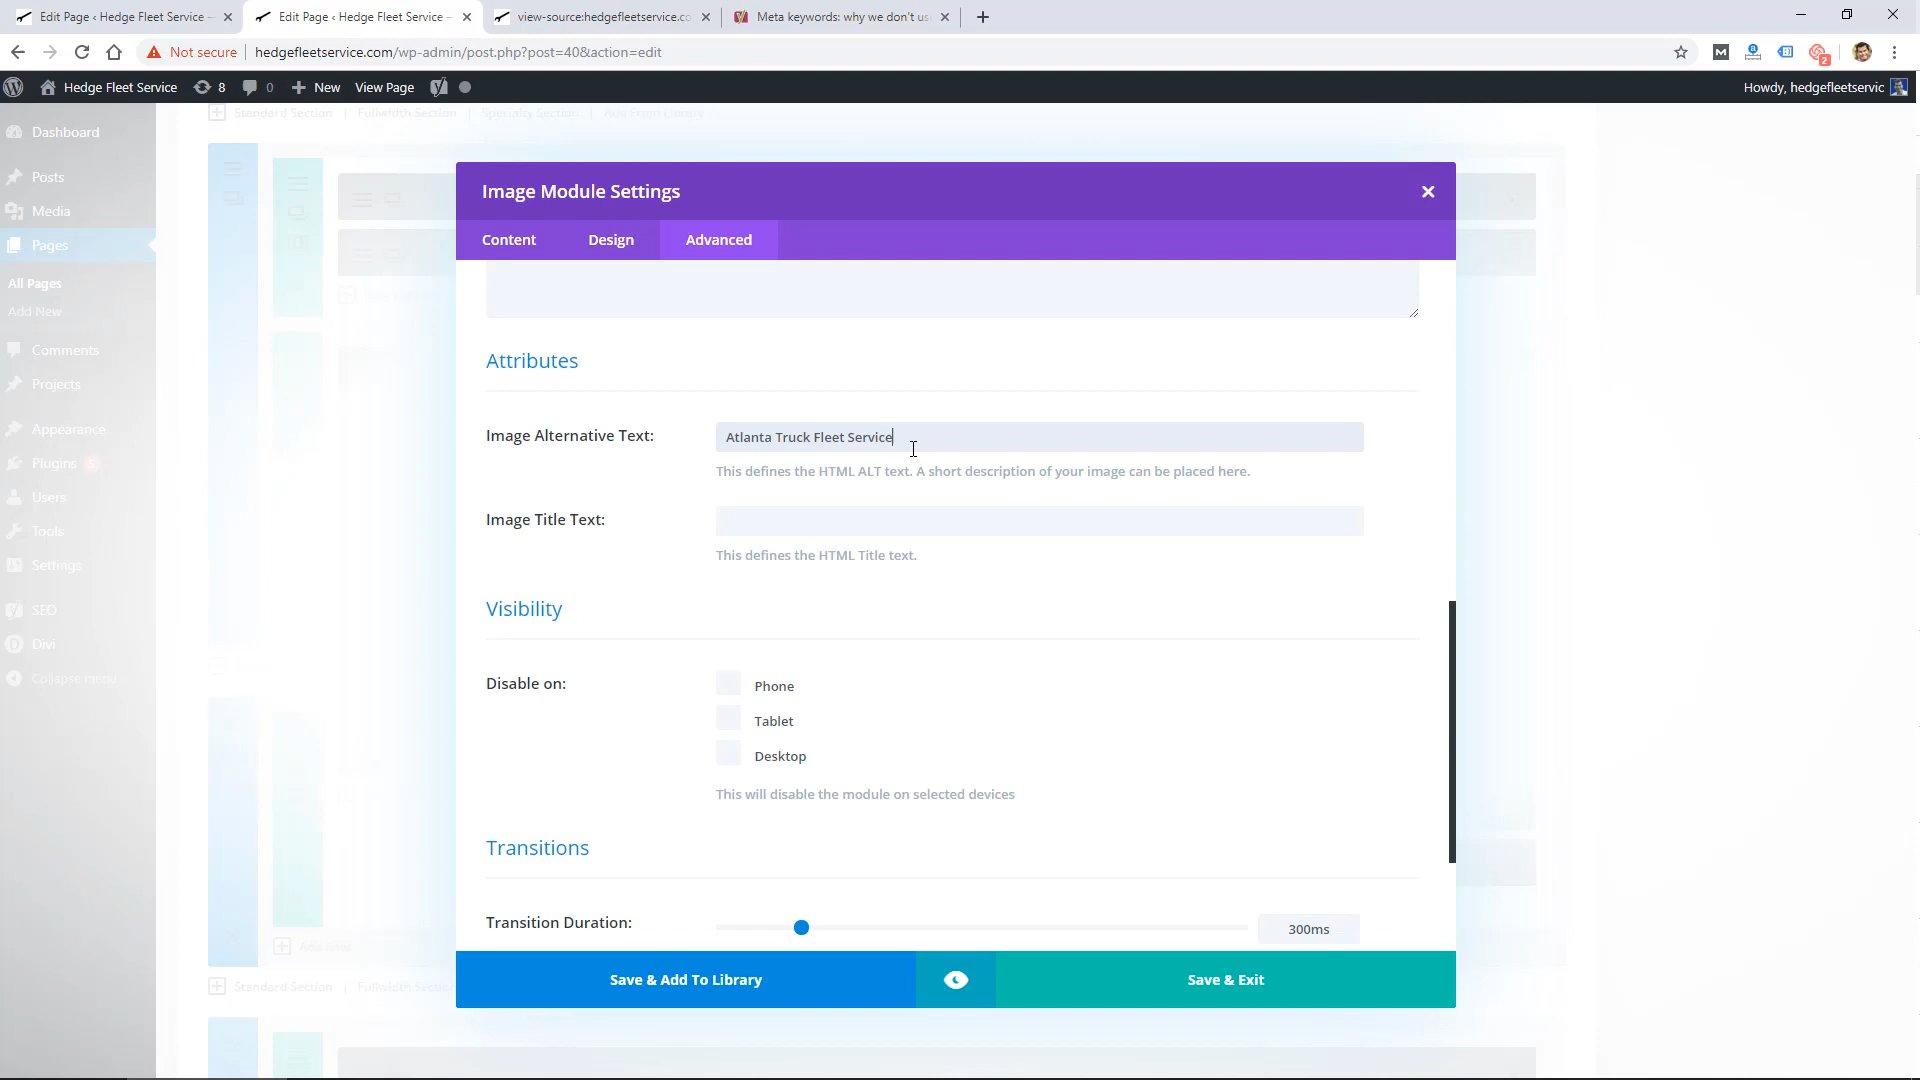 Edit Page ‹ Hedge Fleet Service —
Edit Page ‹ Hedge Fleet Service —
view-source:hedgefleetservice.co
Meta keywords: why we don't us
Not secure
hedgefleetservice.com/wp-admin/post.php?post=40&action=edit
2
Hedge Fleet Service
8
0
New
View Page
Howdy, hedgefleetservic
Standard Section | Fullwidth Section | Specialty Section | Add From Library
Dashboard
Posts
Media
Pages
All Pages
Add New
Comments
Projects
Appearance
Plugins 5
Users
Tools
Settings
SEO
Divi
Collapse menu
Image Module Settings
Content
Design
Advanced
Attributes
Image Alternative Text:
Atlanta Truck Fleet Service
This defines the HTML ALT text. A short description of your image can be placed here.
Image Title Text:
This defines the HTML Title text.
Visibility
Disable on:
Phone
Tablet
Desktop
This will disable the module on selected devices
Transitions
Transition Duration:
300ms
Save & Add To Library
Save & Exit
Add Row
Standard Section | Fullwidth Section